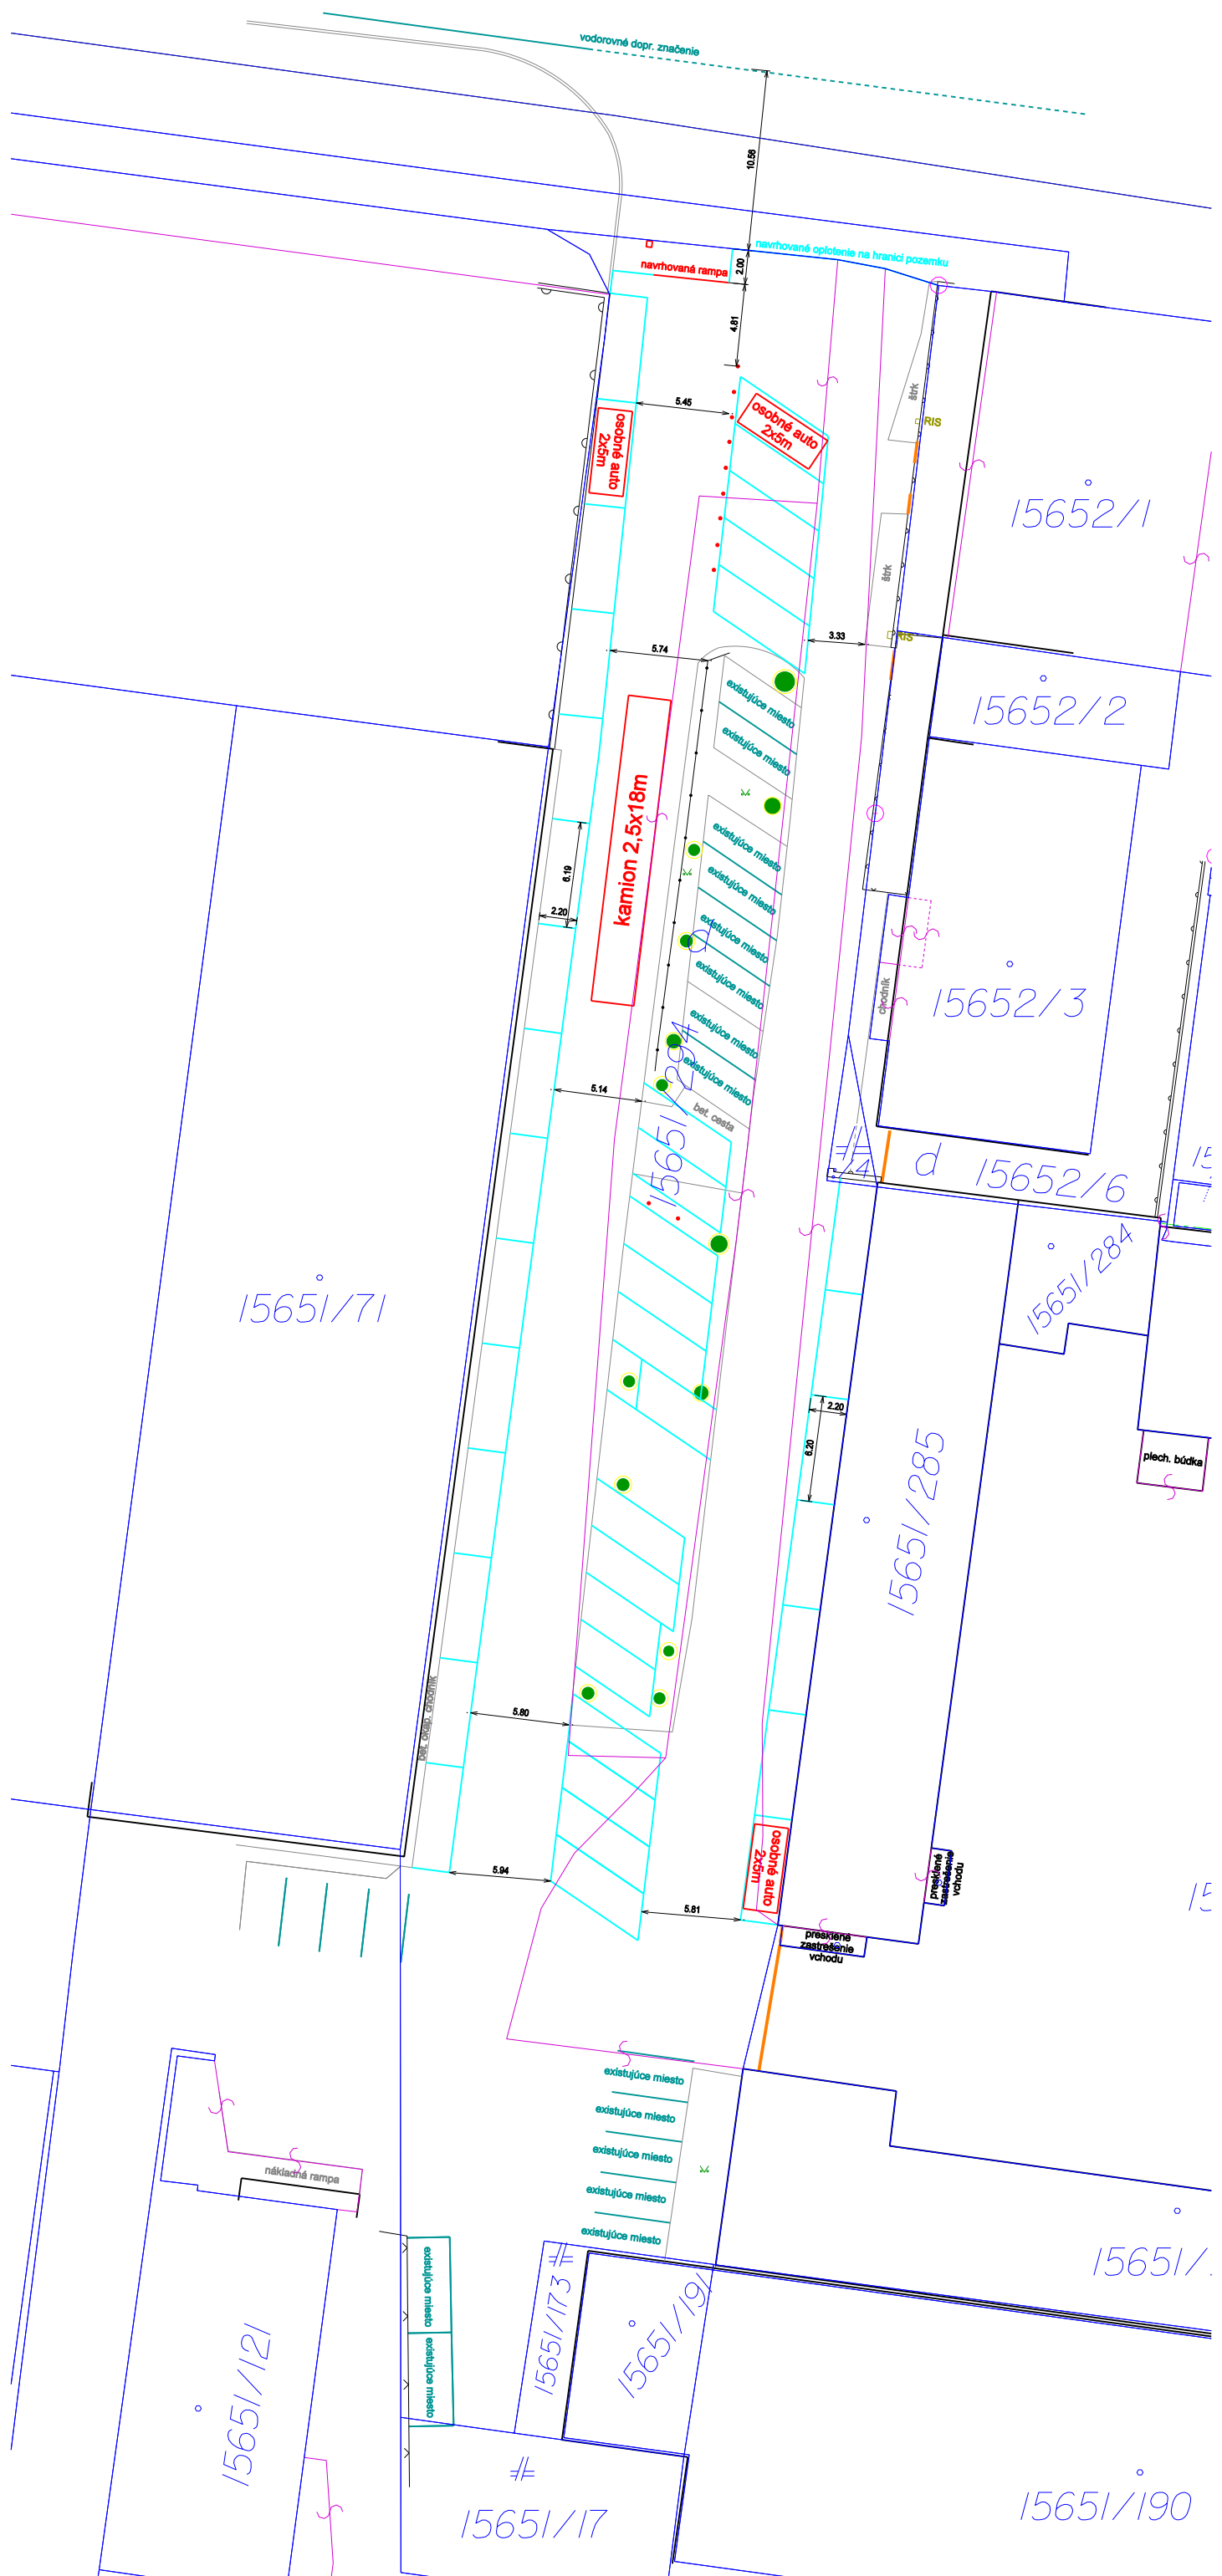 vodorovné dopr. značenie
10.56
navrhované oplotenie na hranici pozemku
navrhovaná rampa
2.00
4.81
5.45
osobné auto
2x5m
osobné auto
2x5m
štrk
RIS
15652/1
štrk
3.33
RIS
5.74
existujúce miesto
existujúce miesto
15652/2
kamion 2,5x18m
existujúce miesto
existujúce miesto
existujúce miesto
existujúce miesto
existujúce miesto
existujúce miesto
6.19
2.20
15652/3
chodník
5.14
bet. cesta
15651/294
d
15652/6
15651/284
15651/71
2.20
6.20
15651/285
plech. búdka
bet. okap. chodník
5.80
5.94
5.81
osobné auto
2x5m
presklené
zastrešenie
vchodu
presklené
zastrešenie
vchodu
existujúce miesto
existujúce miesto
existujúce miesto
existujúce miesto
existujúce miesto
nákladná rampa
existujúce miesto
existujúce miesto
15651/173
15651/191
15651/121
15651/17
15651/190